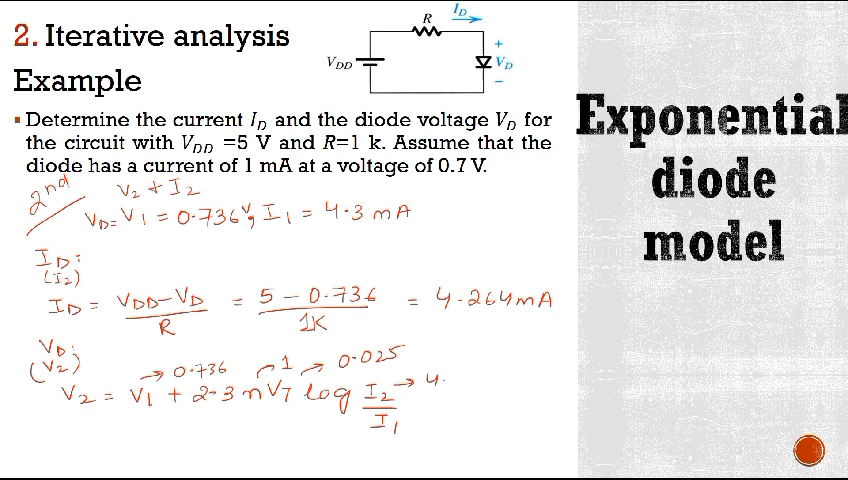 2. Iterative analysis
Example
R
I_D
V_DD
+
V_D
−
▪ Determine the current I_D and the diode voltage V_D for
the circuit with V_DD =5 V and R=1 k. Assume that the
diode has a current of 1 mA at a voltage of 0.7 V.
2nd
V2 & I2
V_D = V1 = 0.736 V, I1 = 4.3 mA
I_D :
(I2)
I_D = (V_DD − V_D)/R = (5 − 0.736)/1K = 4.264 mA
V_D :
(V2)
→ 0.736 → 1 → 0.025
V2 = V1 + 2.3 n V_T log I2/I1 → 4.
Exponential
diode
model